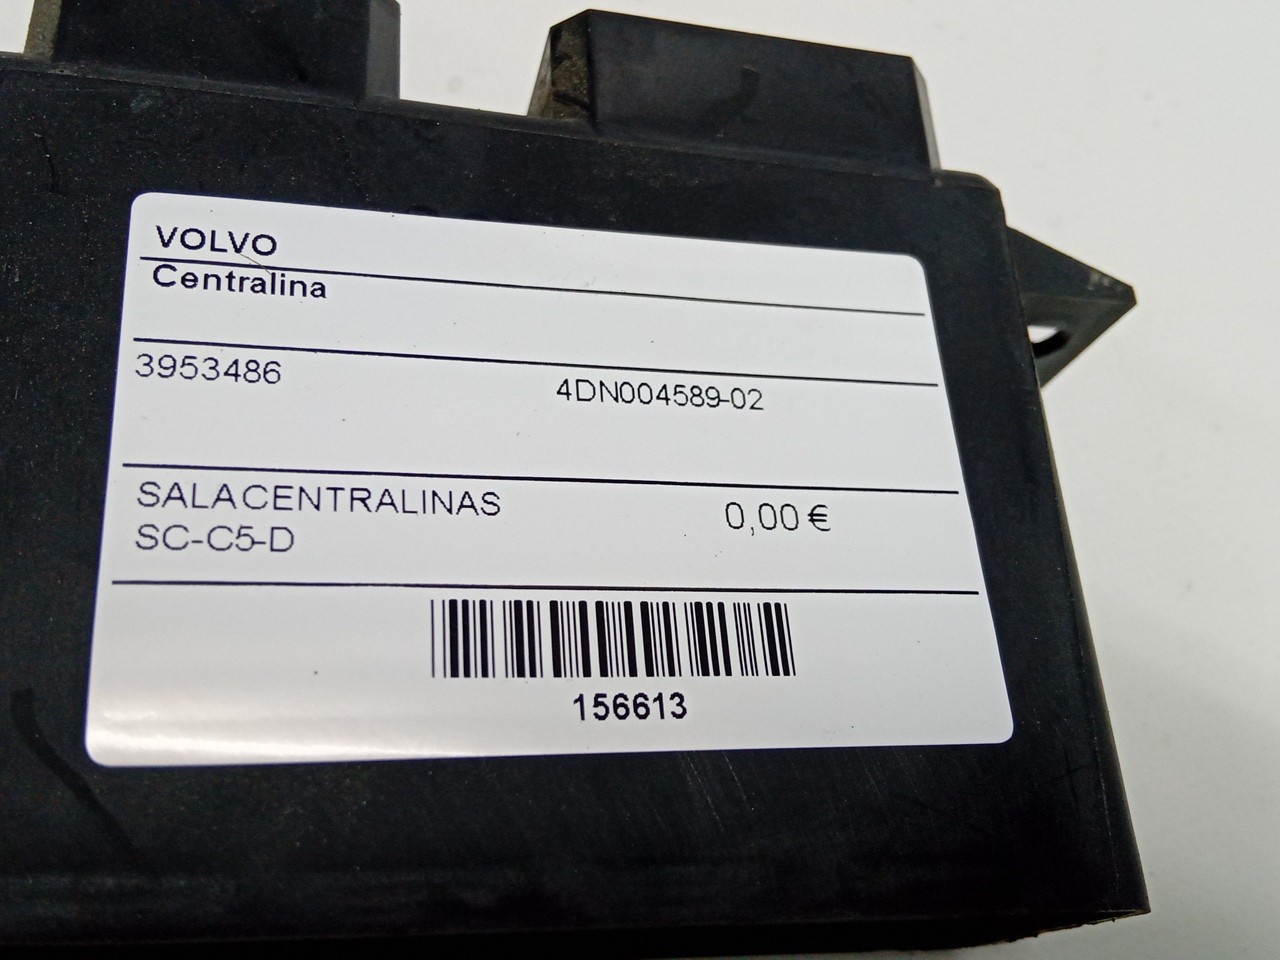 VOLVO
Centralina
3953486 4DN004589-02
SALACENTRALINAS 0,00 €
SC-C5-D
156613